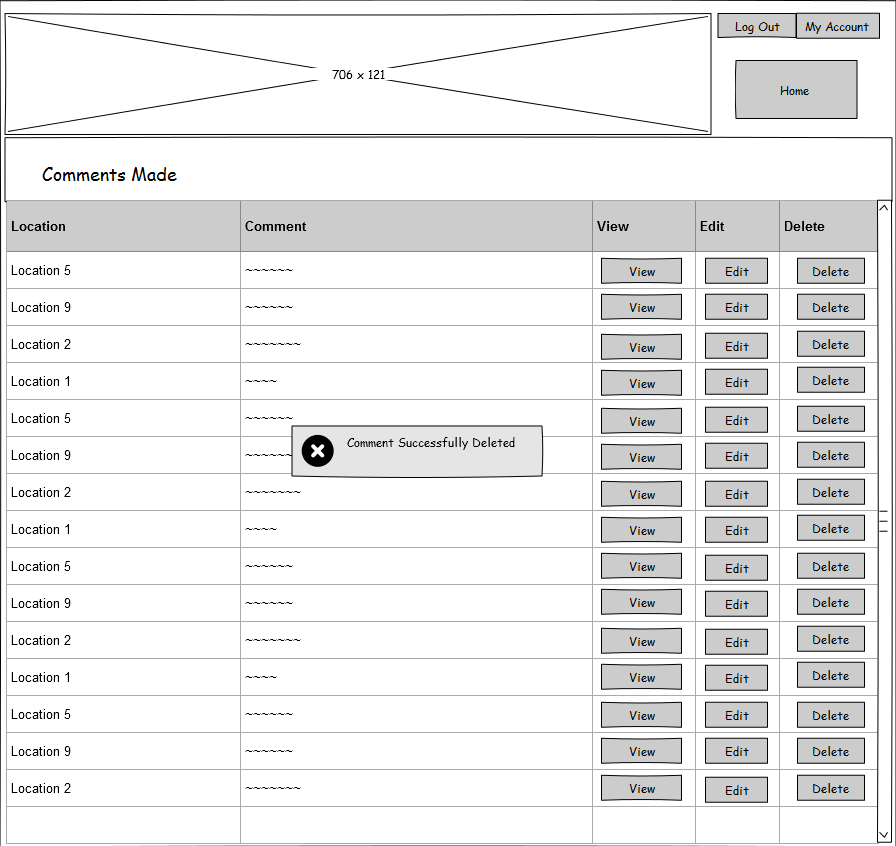 Log Out My Account
706 x 121
Home
Comments Made
Location Comment View Edit Delete
Location 5 ~~~~~~ View Edit Delete
Location 9 ~~~~~~ View Edit Delete
Location 2 ~~~~~~~ View Edit Delete
Location 1 ~~~~ View Edit Delete
Location 5 ~~~~~~ View Edit Delete
Comment Successfully Deleted
Location 9 ~~~~~~ View Edit Delete
Location 2 ~~~~~~~ View Edit Delete
Location 1 ~~~~ View Edit Delete
Location 5 ~~~~~~ View Edit Delete
Location 9 ~~~~~~ View Edit Delete
Location 2 ~~~~~~~ View Edit Delete
Location 1 ~~~~ View Edit Delete
Location 5 ~~~~~~ View Edit Delete
Location 9 ~~~~~~ View Edit Delete
Location 2 ~~~~~~~ View Edit Delete